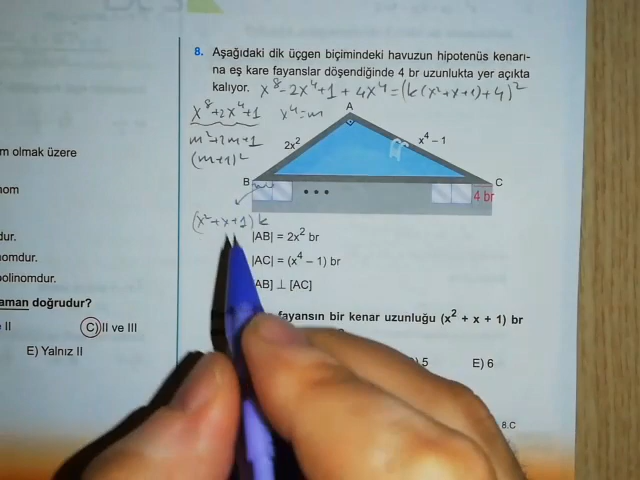 8. Aşağıdaki dik üçgen biçimindeki havuzun hipotenüs kenarı-
na eş kare fayanslar döşendiğinde 4 br uzunlukta yer açıkta
kalıyor. x⁸-2x⁴+1+4x⁴=(k(x²+x+1)+4)²
x⁸+2x⁴+1 x⁴=m
m²+2m+1
(m+1)²
A
2x²
x⁴ – 1
B
C
• • •
4 br
(x²+x+1)k
|AB| = 2x² br
|AC| = (x⁴ – 1) br
AB] ⊥ [AC]
fayansın bir kenar uzunluğu (x² + x + 1) br
5
E) 6
8.C
m olmak üzere
nom
dur.
nomdur.
polinomdur.
aman doğrudur?
II
C) II ve III
E) Yalnız II